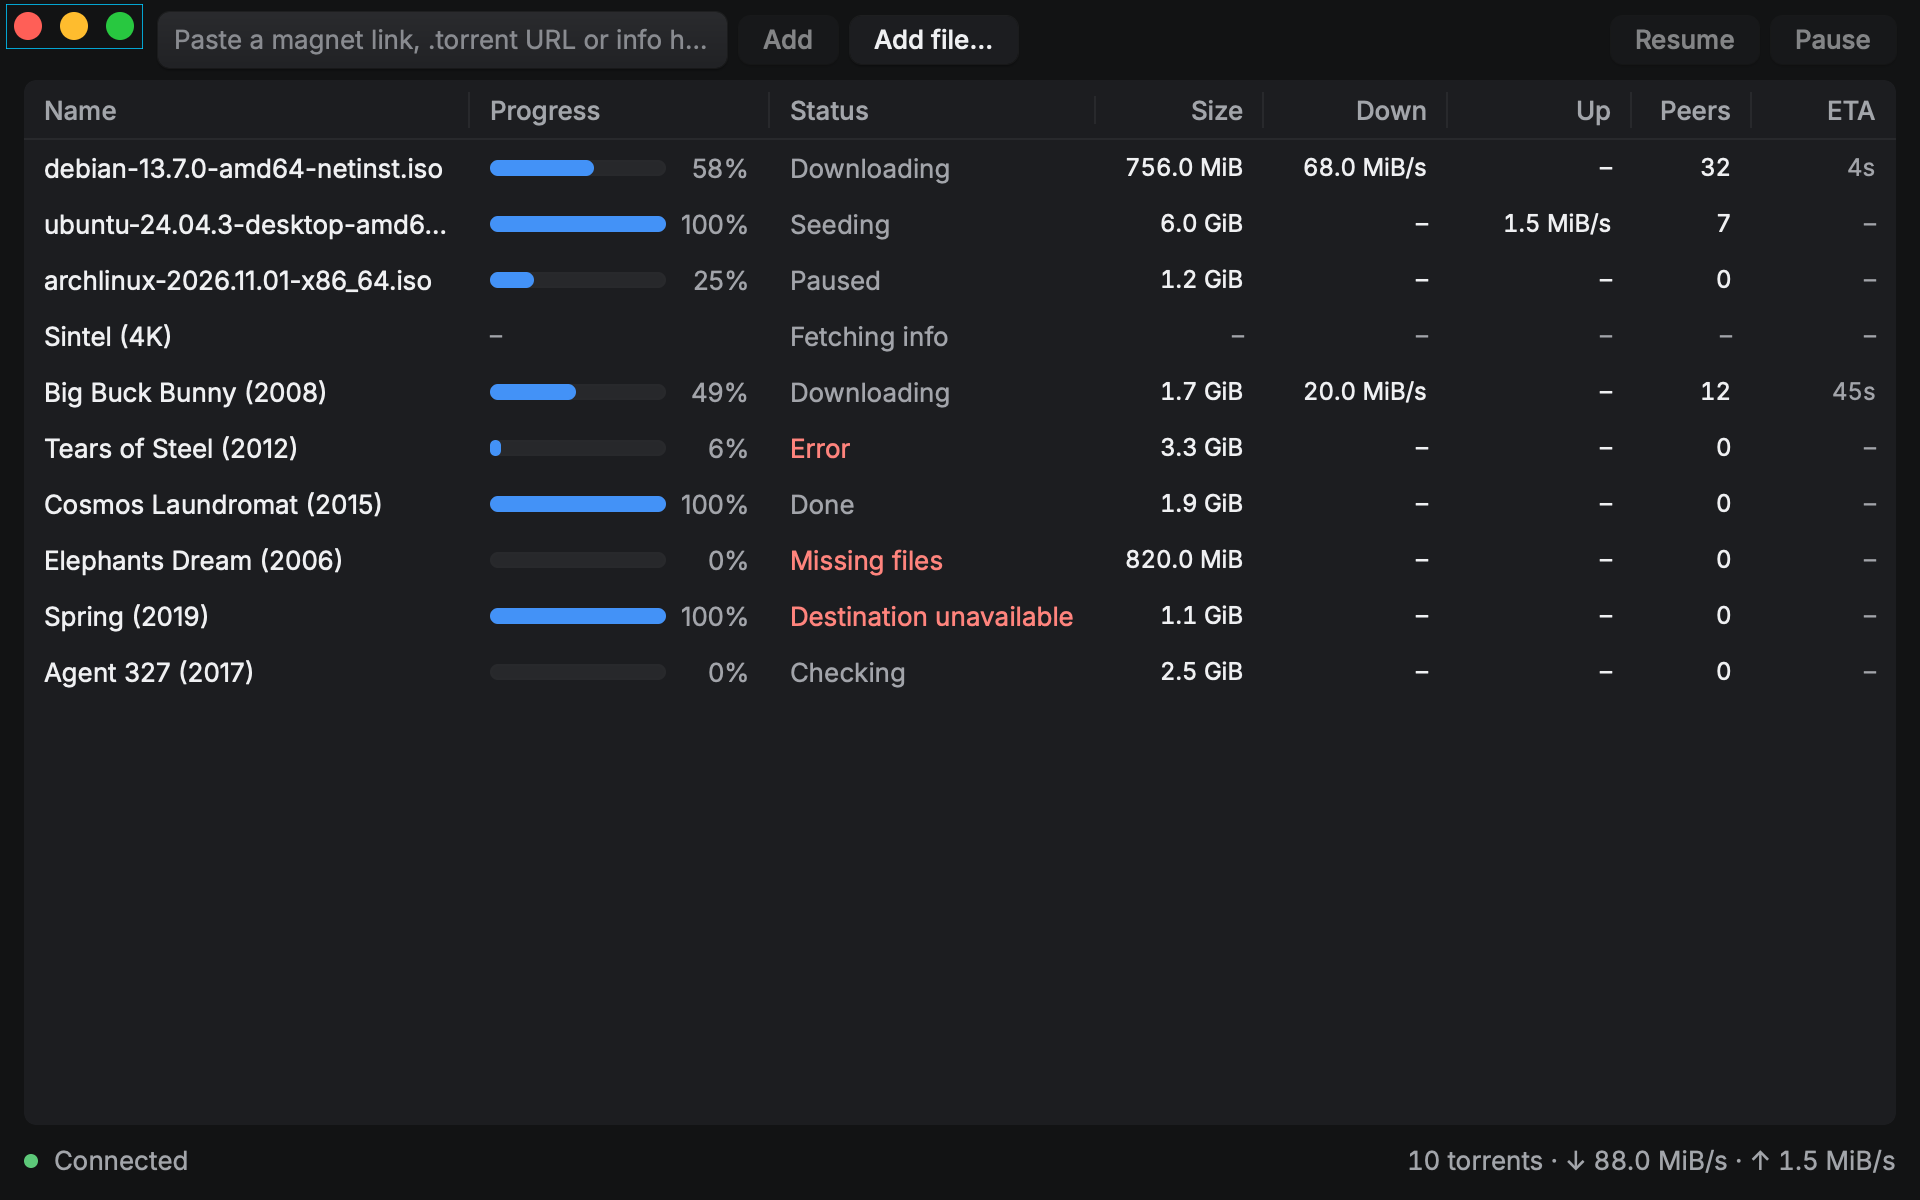 Paste a magnet link, .torrent URL or info h... Add Add file... Resume Pause
Name Progress Status Size Down Up Peers ETA
debian-13.7.0-amd64-netinst.iso 58% Downloading 756.0 MiB 68.0 MiB/s – 32 4s
ubuntu-24.04.3-desktop-amd6... 100% Seeding 6.0 GiB – 1.5 MiB/s 7 –
archlinux-2026.11.01-x86_64.iso 25% Paused 1.2 GiB – – 0 –
Sintel (4K) – Fetching info – – – – –
Big Buck Bunny (2008) 49% Downloading 1.7 GiB 20.0 MiB/s – 12 45s
Tears of Steel (2012) 6% Error 3.3 GiB – – 0 –
Cosmos Laundromat (2015) 100% Done 1.9 GiB – – 0 –
Elephants Dream (2006) 0% Missing files 820.0 MiB – – 0 –
Spring (2019) 100% Destination unavailable 1.1 GiB – – 0 –
Agent 327 (2017) 0% Checking 2.5 GiB – – 0 –
Connected 10 torrents · ↓ 88.0 MiB/s · ↑ 1.5 MiB/s